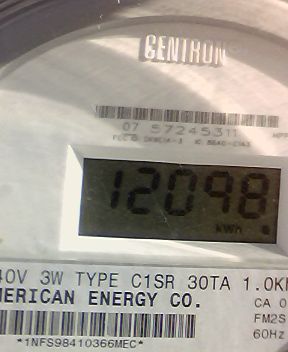 CENTRON
07 57245311
12098
kWh
40V 3W TYPE C1SR 30TA 1.0K
MERICAN ENERGY CO.
CA 0
FM2S
60Hz
*1NFS98410366MEC*